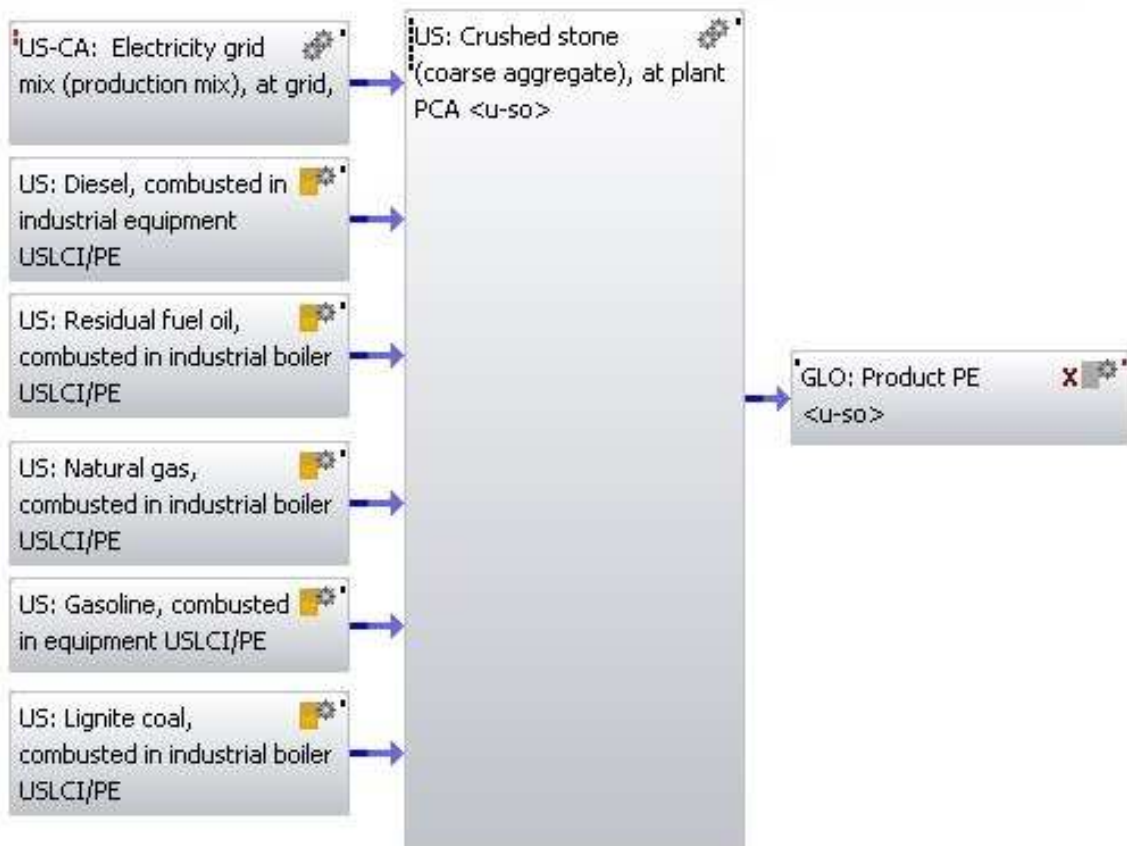 US-CA: Electricity grid
mix (production mix), at grid,
US: Diesel, combusted in
industrial equipment
USLCI/PE
US: Residual fuel oil,
combusted in industrial boiler
USLCI/PE
US: Natural gas,
combusted in industrial boiler
USLCI/PE
US: Gasoline, combusted
in equipment USLCI/PE
US: Lignite coal,
combusted in industrial boiler
USLCI/PE
US: Crushed stone
(coarse aggregate), at plant
PCA <u-so>
GLO: Product PE X
<u-so>